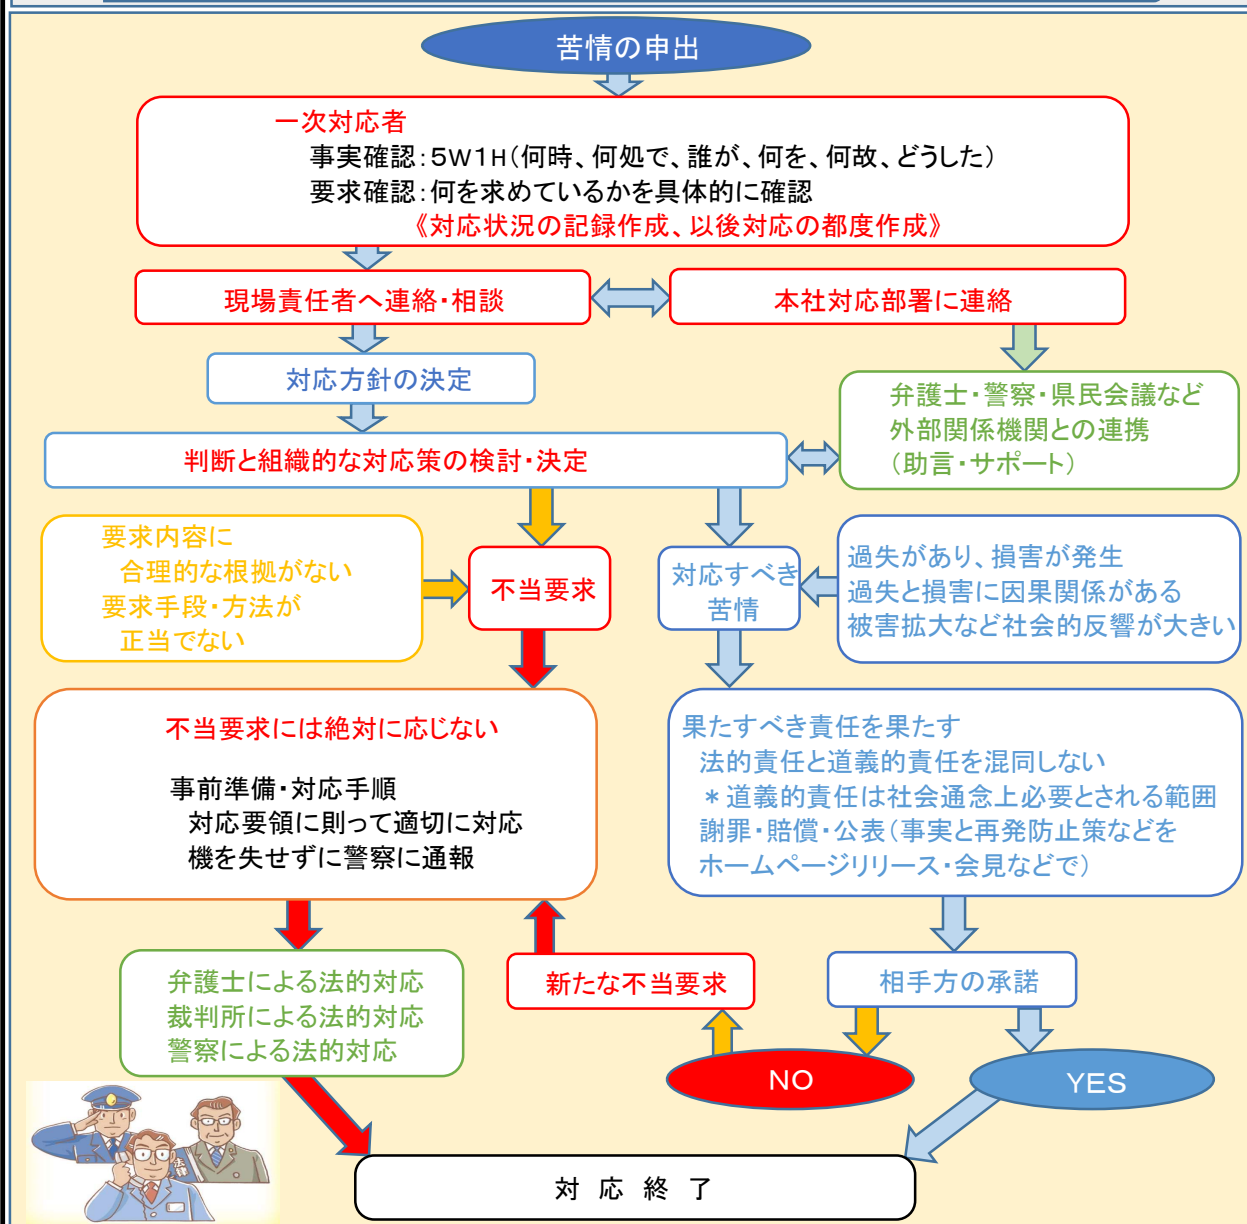 苦情の申出
一次対応者
事実確認：５Ｗ１Ｈ（何時、何処で、誰が、何を、何故、どうした）
要求確認：何を求めているかを具体的に確認
《対応状況の記録作成、以後対応の都度作成》
現場責任者へ連絡・相談
本社対応部署に連絡
対応方針の決定
弁護士・警察・県民会議など
外部関係機関との連携
（助言・サポート）
判断と組織的な対応策の検討・決定
要求内容に
合理的な根拠がない
要求手段・方法が
正当でない
不当要求
対応すべき
苦情
過失があり、損害が発生
過失と損害に因果関係がある
被害拡大など社会的反響が大きい
不当要求には絶対に応じない
事前準備・対応手順
対応要領に則って適切に対応
機を失せずに警察に通報
果たすべき責任を果たす
法的責任と道義的責任を混同しない
＊道義的責任は社会通念上必要とされる範囲
謝罪・賠償・公表（事実と再発防止策などを
ホームページリリース・会見などで）
弁護士による法的対応
裁判所による法的対応
警察による法的対応
新たな不当要求
相手方の承諾
NO
YES
対応終了